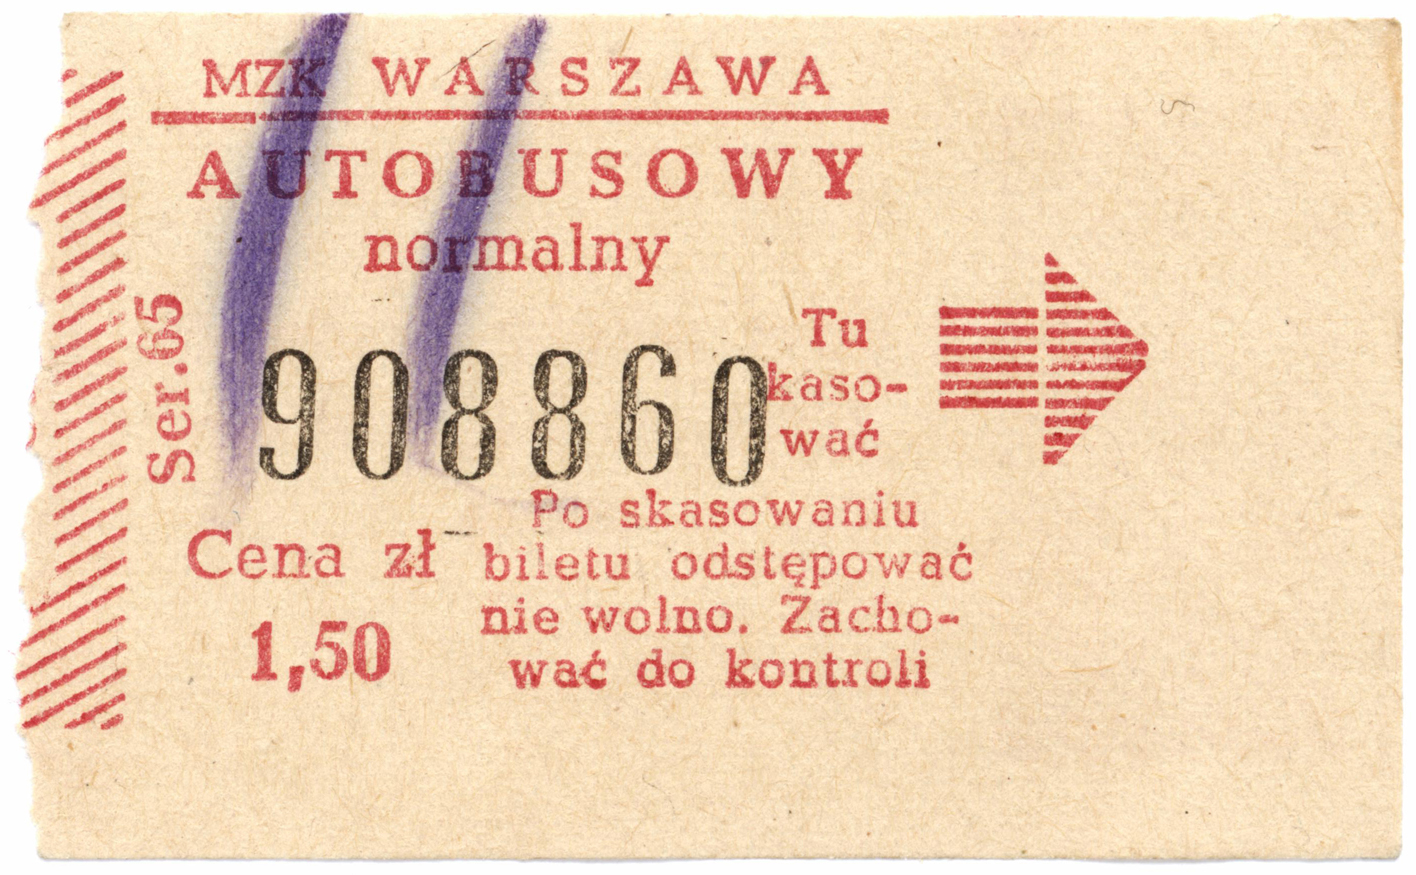 MZK WARSZAWA
AUTOBUSOWY
normalny
Ser.65
908860
Tu
kaso-
wać
Cena zł
1,50
Po skasowaniu
biletu odstępować
nie wolno. Zacho-
wać do kontroli